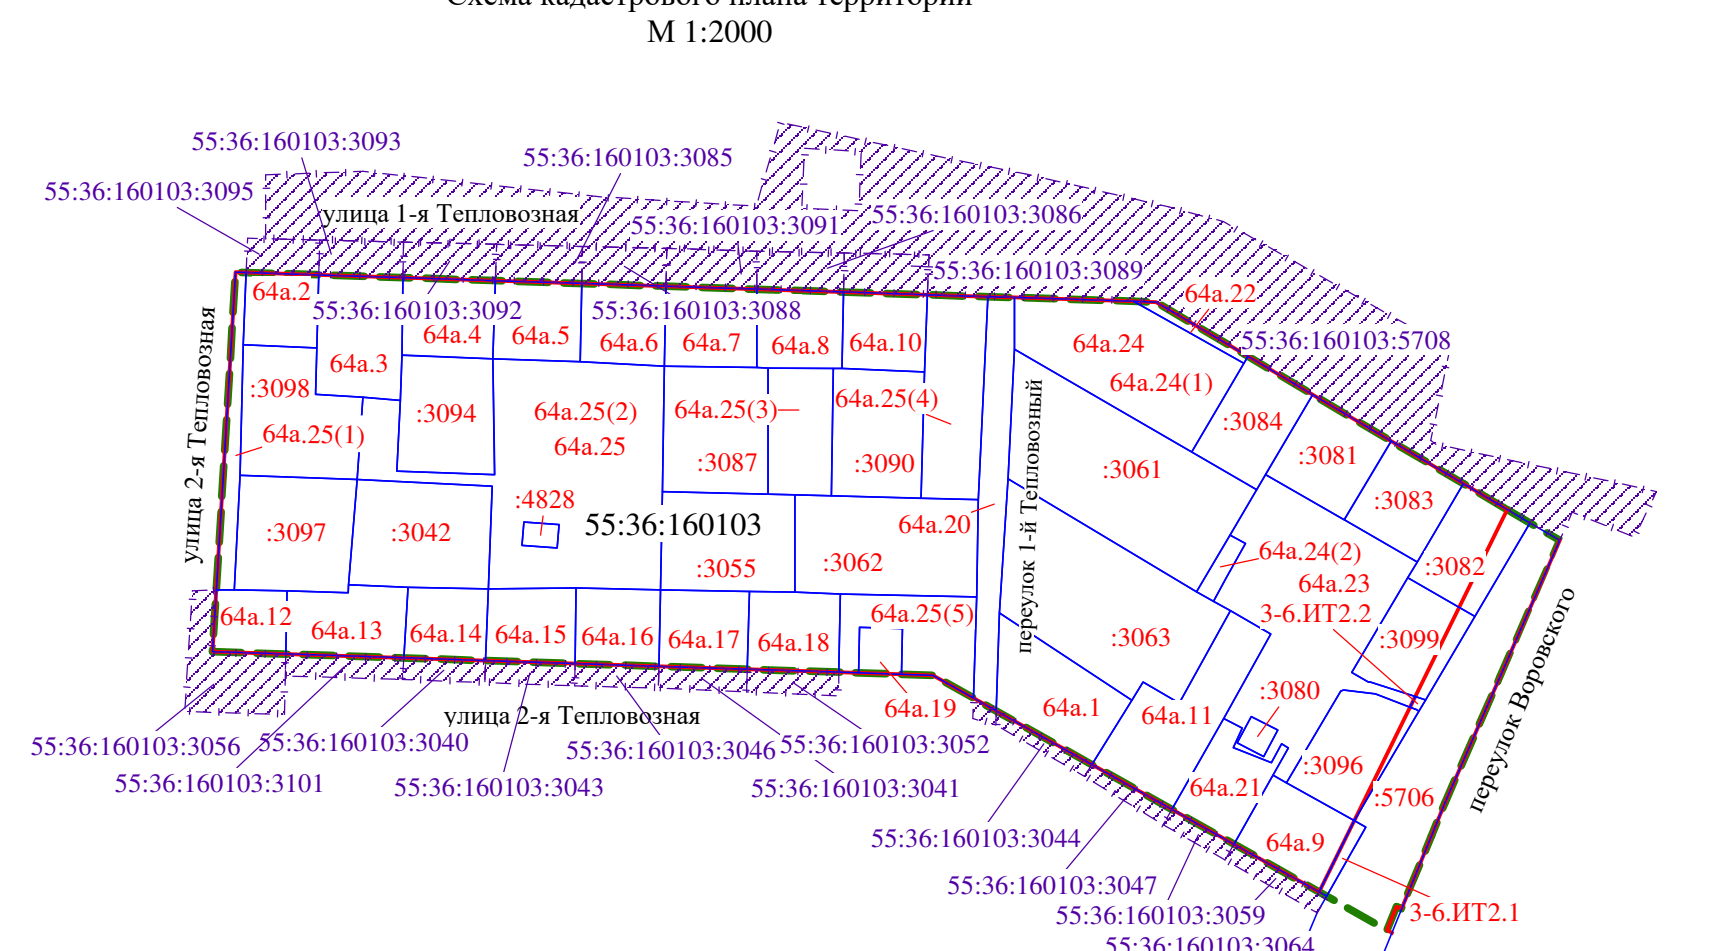 Схема кадастрового плана территории
М 1:2000
55:36:160103:3093
55:36:160103:3085
55:36:160103:3095
улица 1-я Тепловозная
55:36:160103:3091
55:36:160103:3086
55:36:160103:3089
64а.2
64а.22
55:36:160103:3092
55:36:160103:3088
55:36:160103:5708
64а.4
64а.5
64а.6
64а.7
64а.8
64а.10
64а.24
64а.3
:3098
64а.24(1)
:3094
64а.25(2)
64а.25(3)
64а.25(4)
:3084
64а.25(1)
64а.25
:3081
:3087
:3090
:3061
:4828
:3083
улица 2-я Тепловозная
:3097
:3042
55:36:160103
64а.20
переулок 1-й Тепловозный
64а.24(2)
:3055
:3062
:3082
64а.23
64а.12
64а.13
64а.14
64а.15
64а.16
64а.17
64а.18
64а.25(5)
3-6.ИТ2.2
:3063
:3099
переулок Воровского
:3080
улица 2-я Тепловозная
64а.19
64а.1
64а.11
55:36:160103:3056
55:36:160103:3040
55:36:160103:3046
55:36:160103:3052
:3096
55:36:160103:3101
55:36:160103:3043
55:36:160103:3041
64а.21
:5706
55:36:160103:3044
64а.9
55:36:160103:3047
55:36:160103:3059
3-6.ИТ2.1
55:36:160103:3064